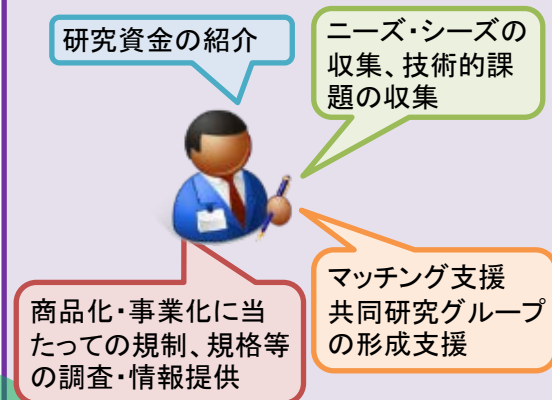 研究資金の紹介
ニーズ・シーズの
収集、技術的課
題の収集
マッチング支援
共同研究グループ
の形成支援
商品化・事業化に当
たっての規制、規格等
の調査・情報提供